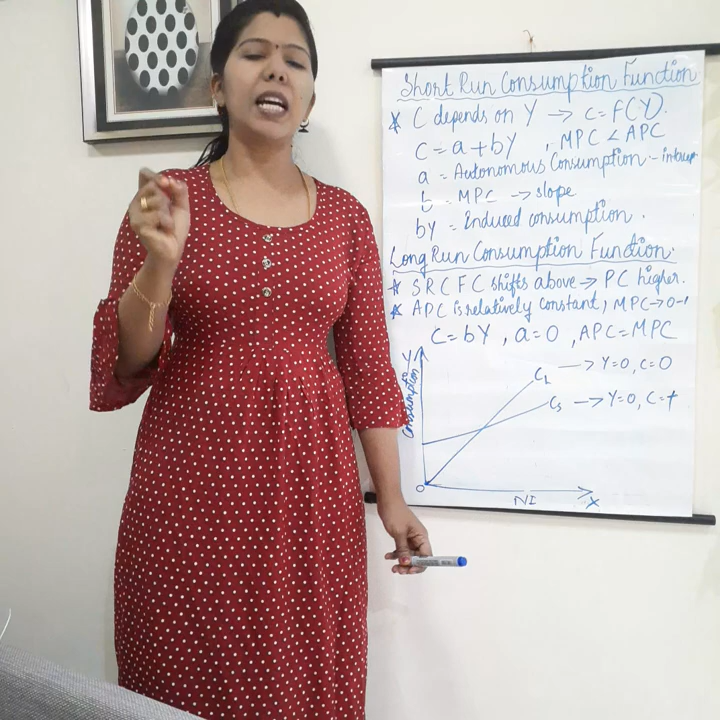 Short Run Consumption Function
* C depends on Y → C = f(Y).
C = a + by , MPC < APC
a = Autonomous Consumption -
b = MPC → slope
by = Induced consumption .
Long Run Consumption Function.
* SRCFC shifts above → PC higher.
* APC is relatively constant, MPC → 0-1
C = bY , a = 0 , APC = MPC
Y
Consumption
CL → Y=0, C=0
Cs → Y=0, C=+
0
NI
X